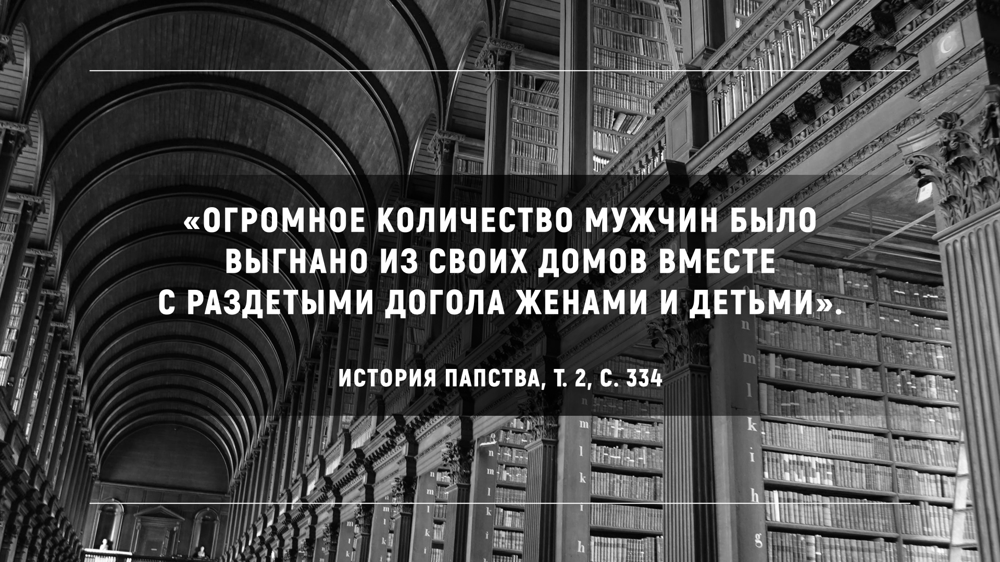 «ОГРОМНОЕ КОЛИЧЕСТВО МУЖЧИН БЫЛО
ВЫГНАНО ИЗ СВОИХ ДОМОВ ВМЕСТЕ
С РАЗДЕТЫМИ ДОГОЛА ЖЕНАМИ И ДЕТЬМИ».
ИСТОРИЯ ПАПСТВА, Т. 2, С. 334
C
o
n
m
l
k
i
h
g
n
m
l
k
i
h
g
n
m
l
k
i
n
m
l
k
i